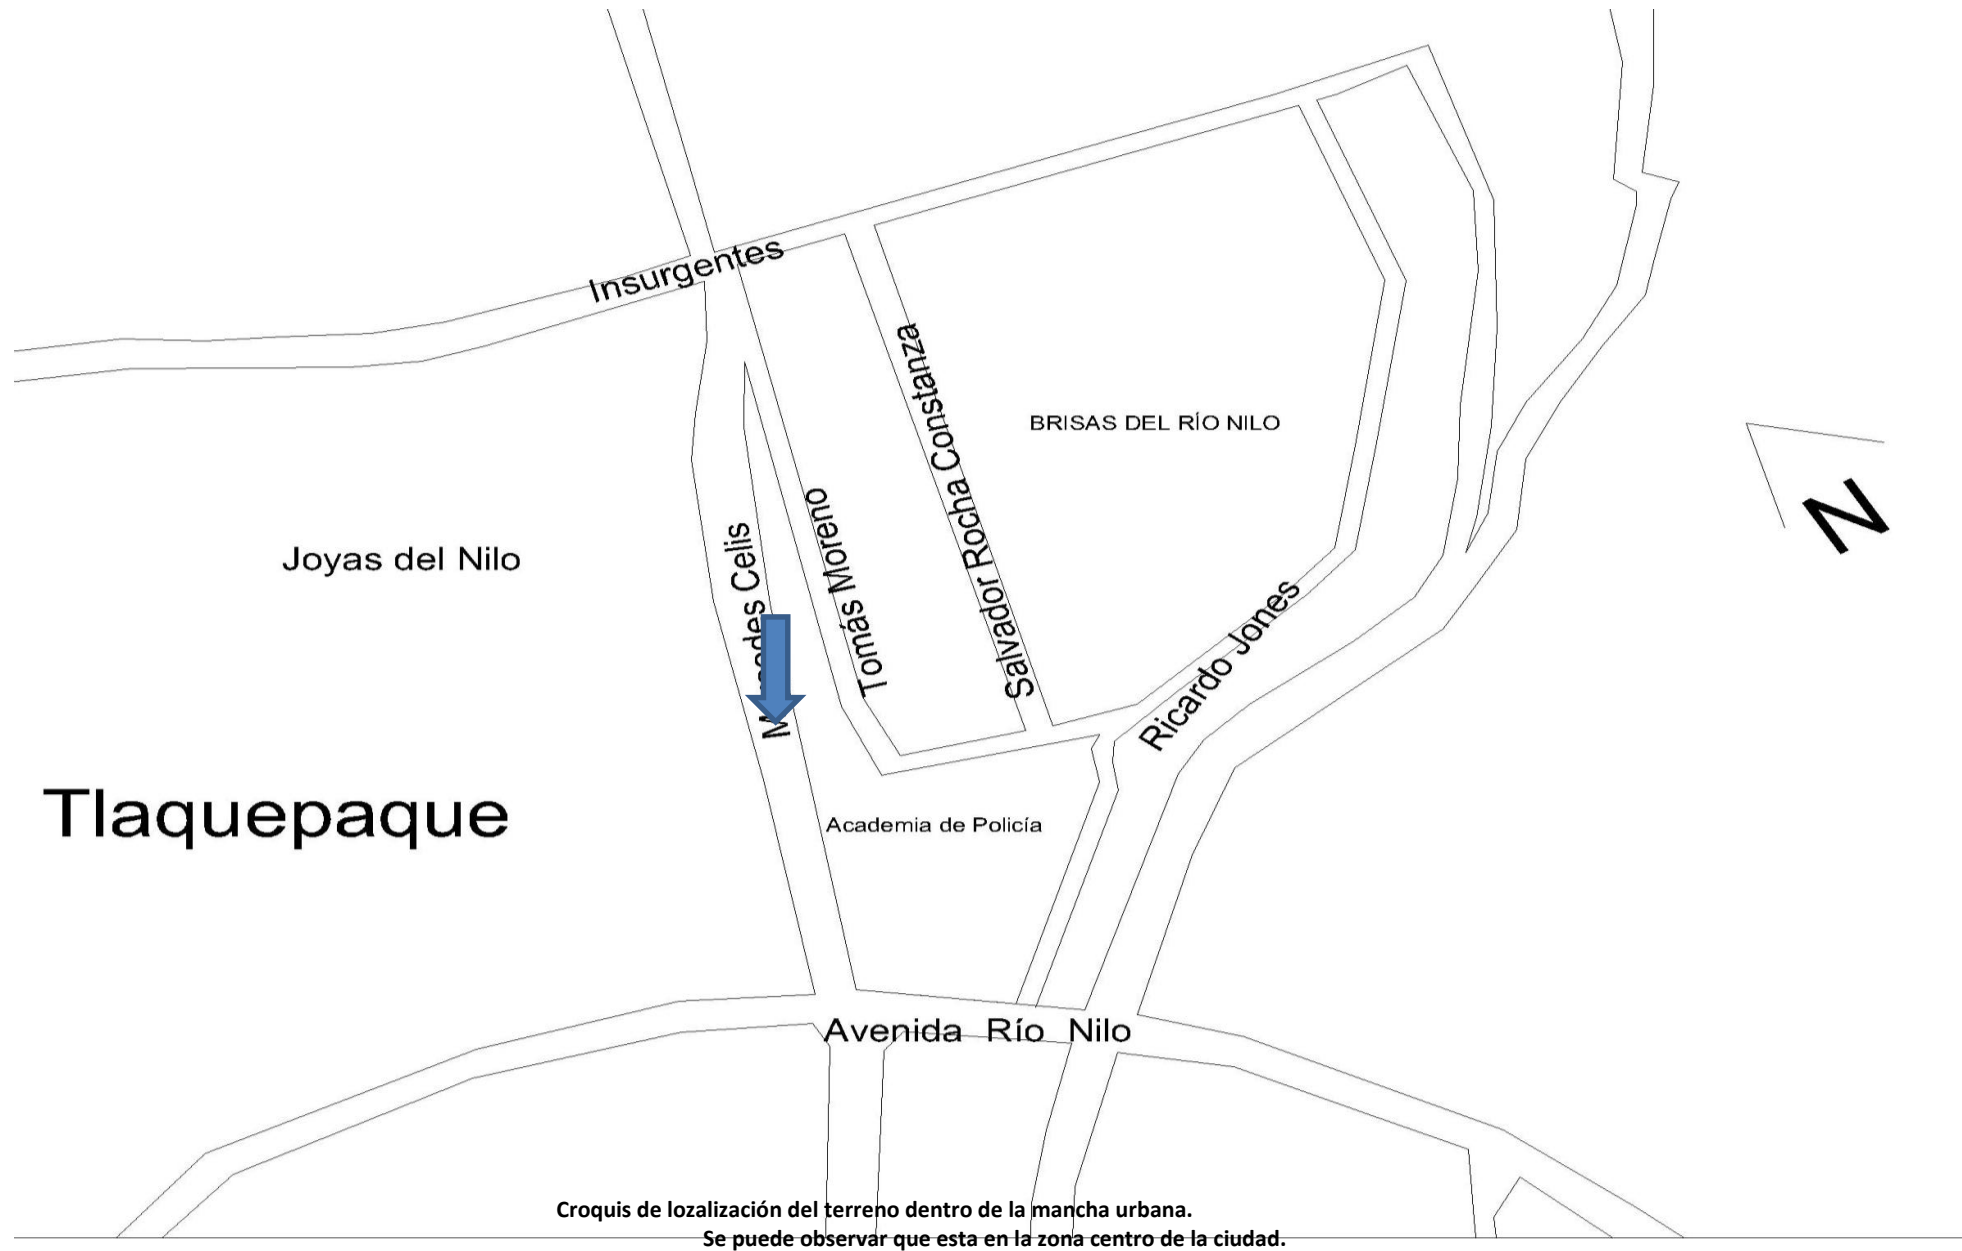 Insurgentes
Salvador Rocha Constanza
BRISAS DEL RÍO NILO
N
Joyas del Nilo
Celis
Tomás Moreno
Ricardo Jones
Tlaquepaque
Academia de Policía
Avenida Río Nilo
Croquis de lozalización del terreno dentro de la mancha urbana.
Se puede observar que esta en la zona centro de la ciudad.